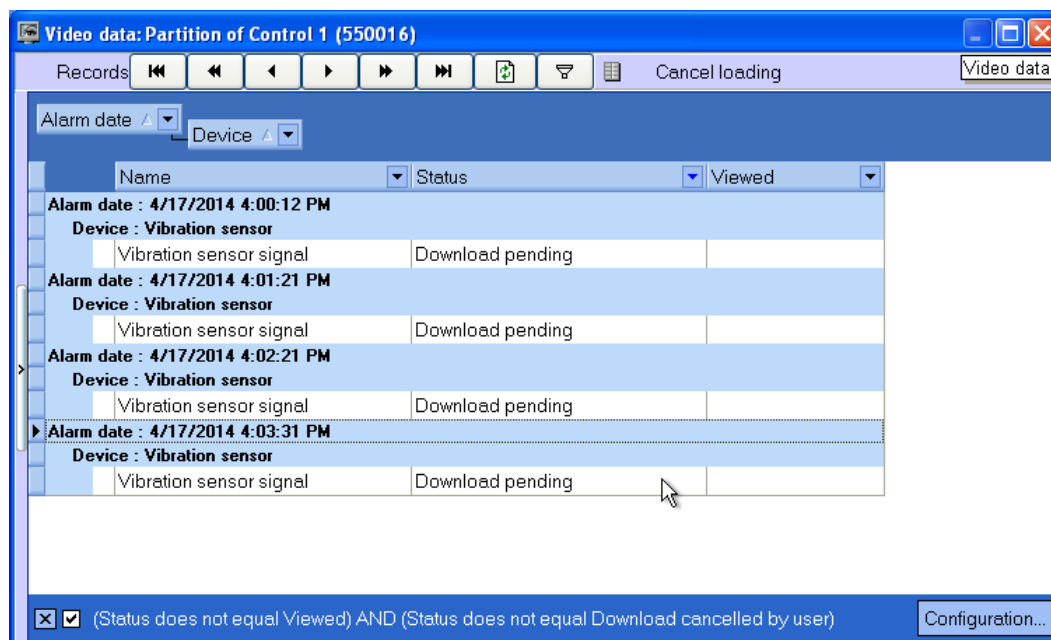 Video data: Partition of Control 1 (550016)
Records Cancel loading Video data
Alarm date
Device
Name Status Viewed
Alarm date : 4/17/2014 4:00:12 PM
Device : Vibration sensor
Vibration sensor signal Download pending
Alarm date : 4/17/2014 4:01:21 PM
Device : Vibration sensor
Vibration sensor signal Download pending
Alarm date : 4/17/2014 4:02:21 PM
Device : Vibration sensor
Vibration sensor signal Download pending
Alarm date : 4/17/2014 4:03:31 PM
Device : Vibration sensor
Vibration sensor signal Download pending
(Status does not equal Viewed) AND (Status does not equal Download cancelled by user) Configuration...